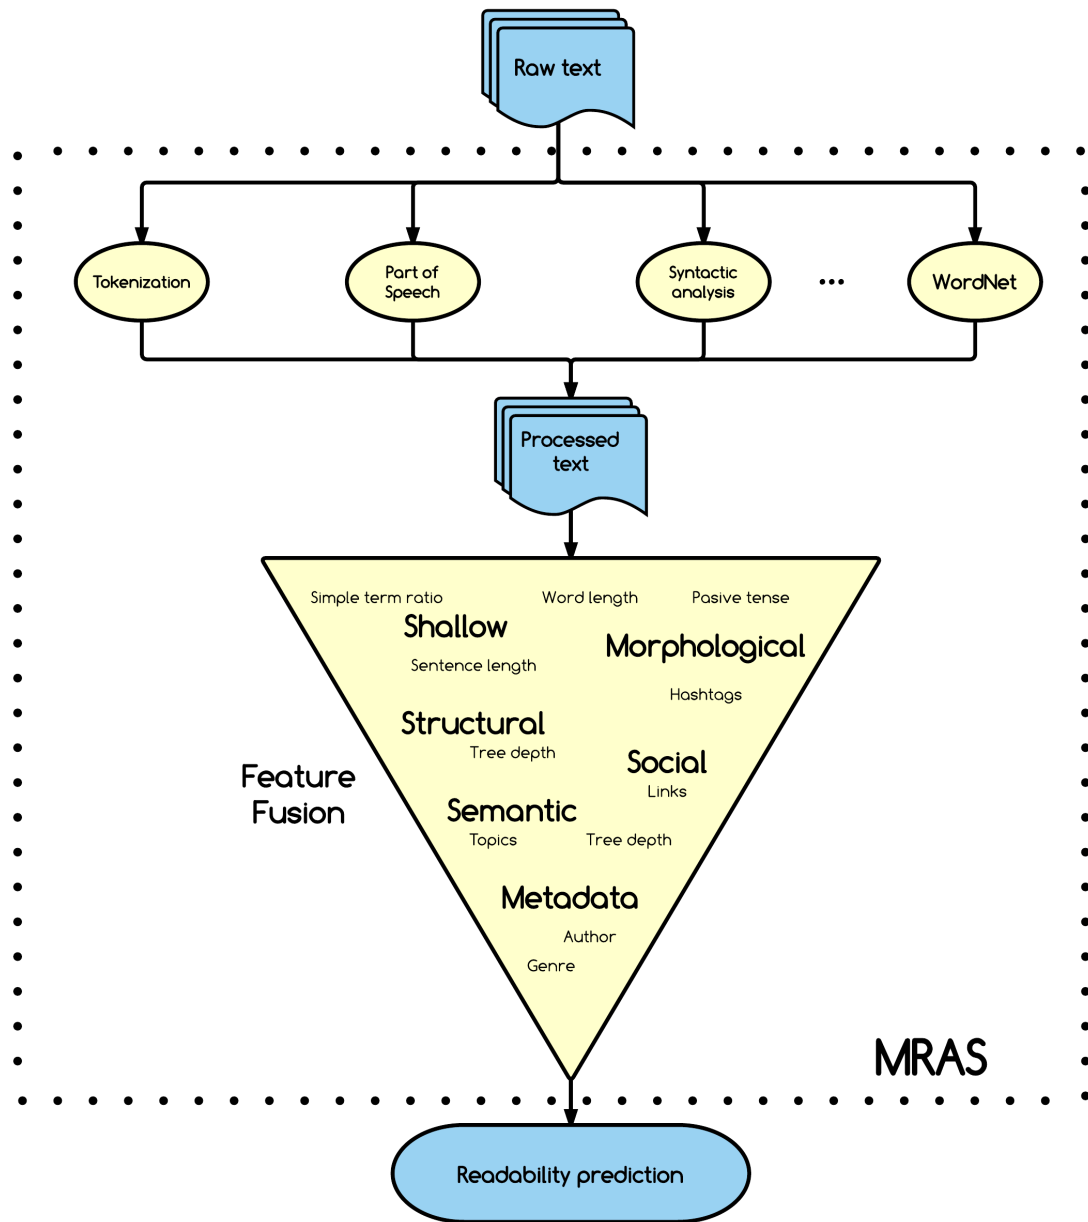 Raw text
Tokenization
Part of
Speech
Syntactic
analysis
...
WordNet
Processed
text
Simple term ratio
Word length
Pasive tense
Shallow
Morphological
Sentence length
Hashtags
Structural
Tree depth
Social
Links
Feature
Fusion
Semantic
Topics
Tree depth
Metadata
Author
Genre
MRAS
Readability prediction